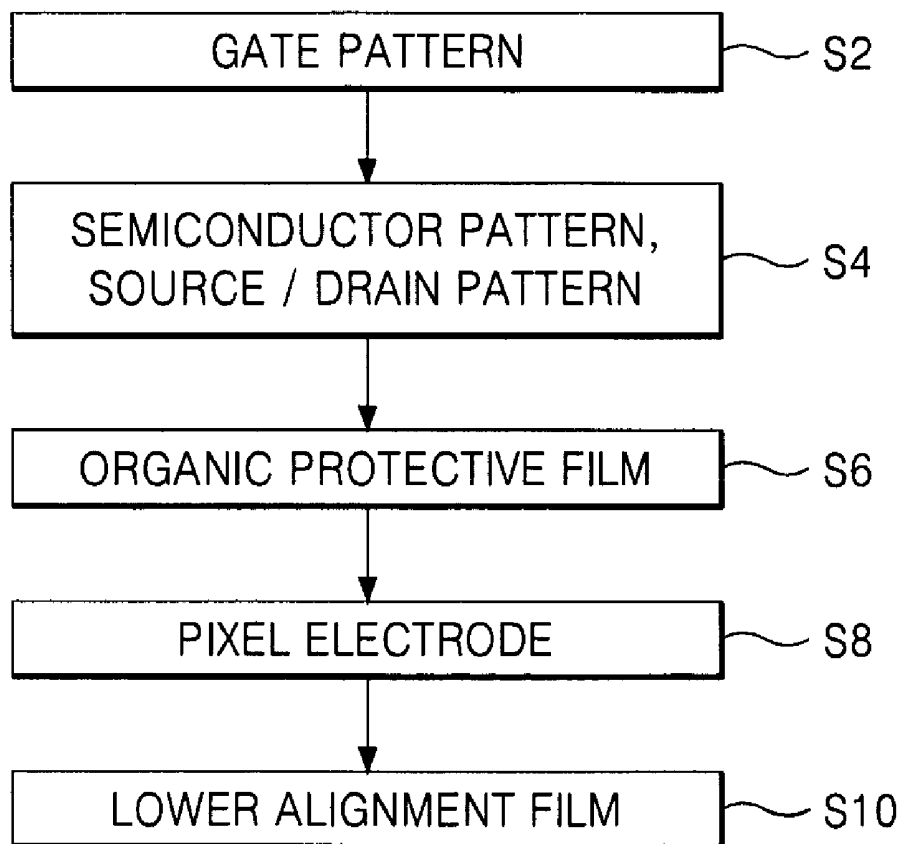 GATE PATTERN
S2
SEMICONDUCTOR PATTERN,
SOURCE / DRAIN PATTERN
S4
ORGANIC PROTECTIVE FILM
S6
PIXEL ELECTRODE
S8
LOWER ALIGNMENT FILM
S10